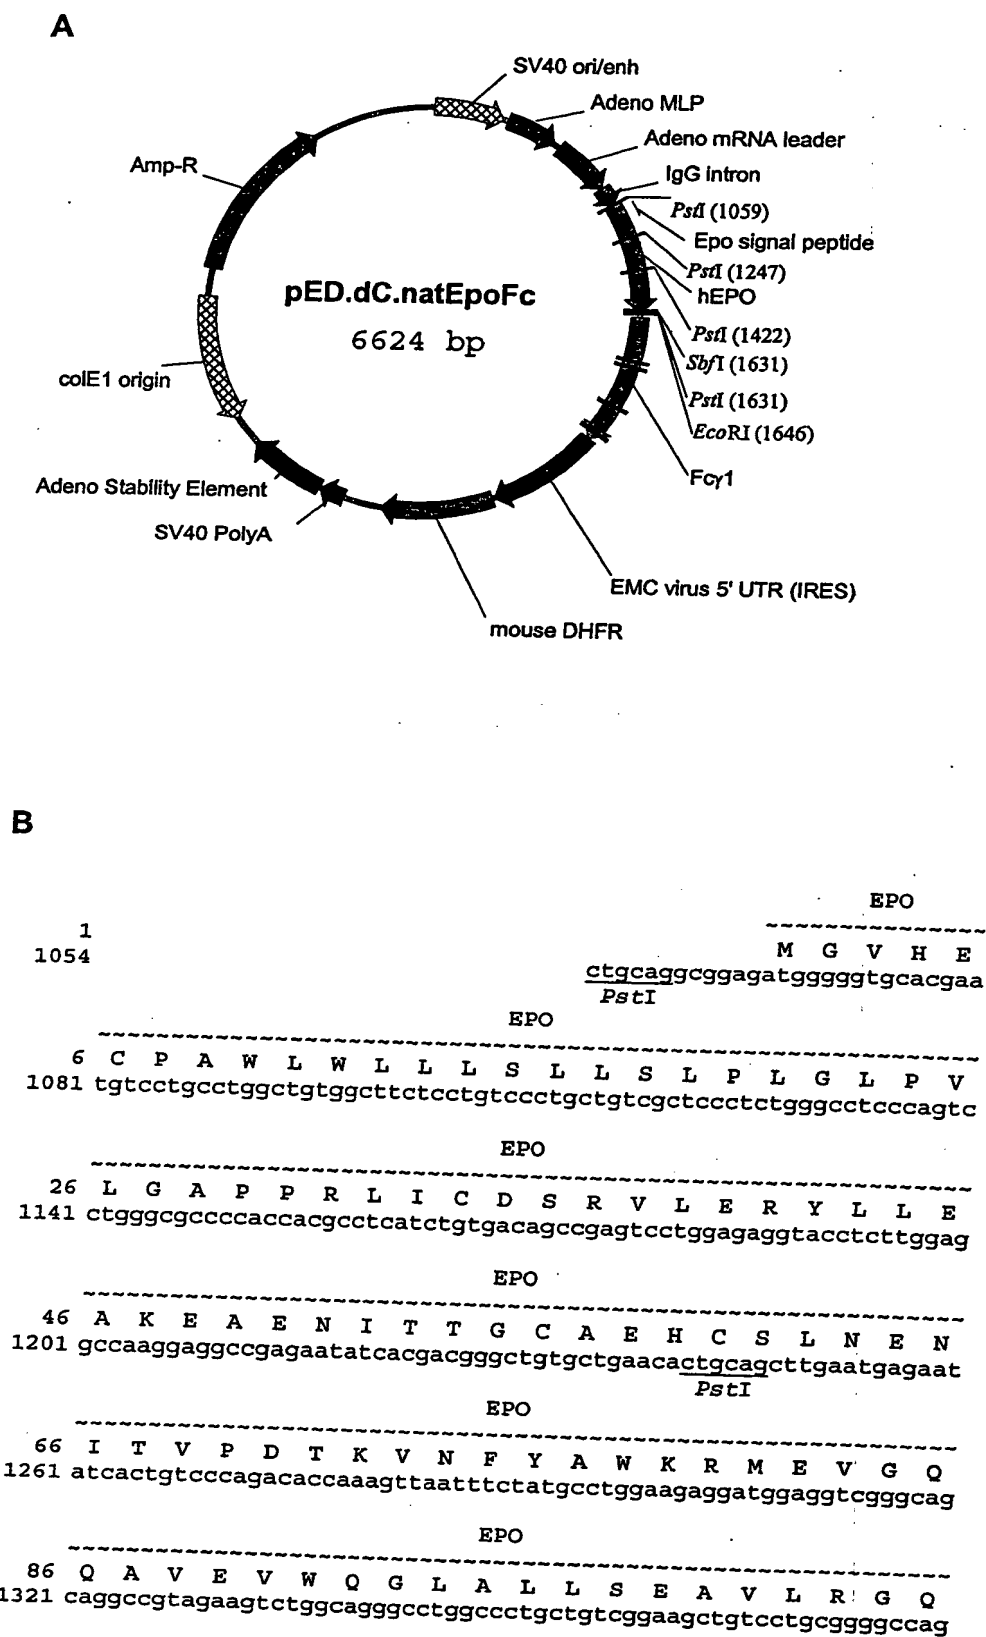 A
SV40 ori/enh
Adeno MLP
Adeno mRNA leader
IgG intron
PstI (1059)
Epo signal peptide
PstI (1247)
hEPO
PstI (1422)
SbfI (1631)
PstI (1631)
EcoRI (1646)
Fcγ1
EMC virus 5' UTR (IRES)
mouse DHFR
SV40 PolyA
Adeno Stability Element
colE1 origin
Amp-R
pED.dC.natEpoFc
6624 bp
B
EPO
1 M G V H E
1054 ctgcaggcggagatgggggtgcacgaa
PstI
EPO
6 C P A W L W L L L S L L S L P L G L P V
1081 tgtcctgcctggctgtggcttctcctgtccctgctgtcgctccctctgggcctcccagtc
EPO
26 L G A P P R L I C D S R V L E R Y L L E
1141 ctgggcgccccaccacgcctcatctgtgacagccgagtcctggagaggtacctcttggag
EPO
46 A K E A E N I T T G C A E H C S L N E N
1201 gccaaggaggccgagaatatcacgacgggctgtgctgaacactgcagcttgaatgagaat
PstI
EPO
66 I T V P D T K V N F Y A W K R M E V G Q
1261 atcactgtcccagacaccaaagttaatttctatgcctggaagaggatggaggtcgggcag
EPO
86 Q A V E V W Q G L A L L S E A V L R G Q
1321 caggccgtagaagtctggcagggcctggccctgctgtcggaagctgtcctgcggggccag